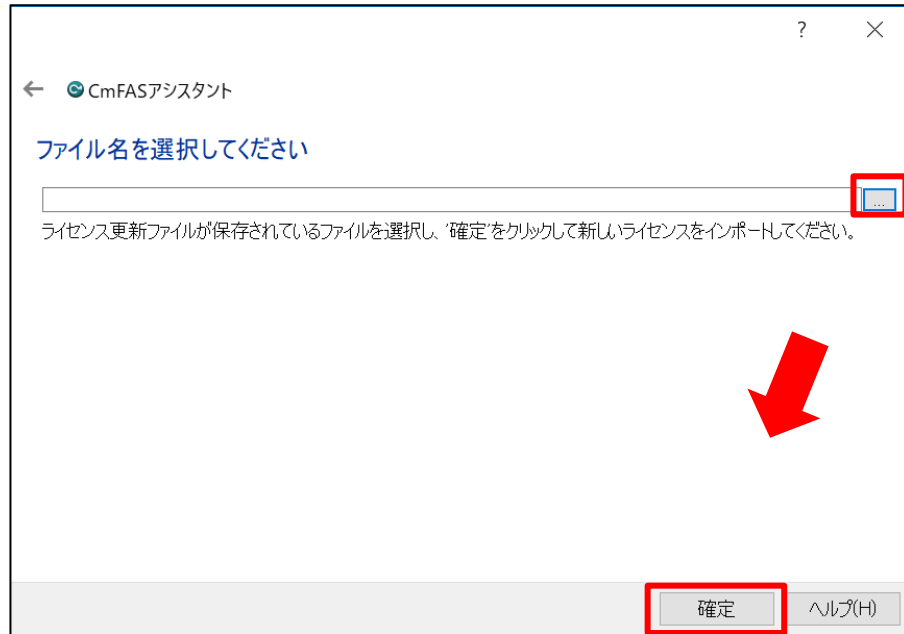 ?
CmFASアシスタント
ファイル名を選択してください
...
ライセンス更新ファイルが保存されているファイルを選択し、'確定'をクリックして新しいライセンスをインポートしてください。
確定 ヘルプ(H)